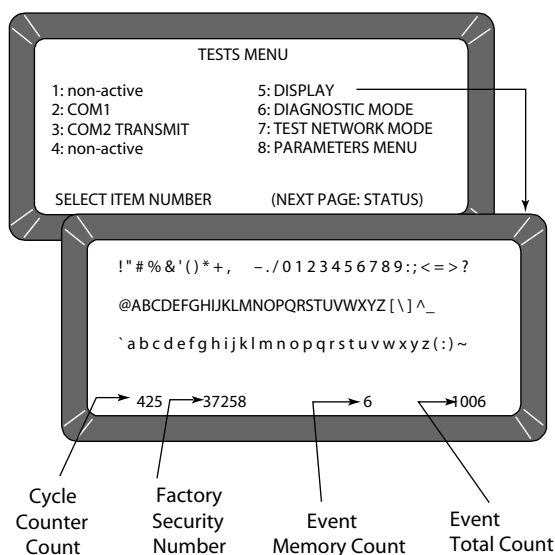 TESTS MENU
1: non-active 5: DISPLAY
2: COM1 6: DIAGNOSTIC MODE
3: COM2 TRANSMIT 7: TEST NETWORK MODE
4: non-active 8: PARAMETERS MENU
SELECT ITEM NUMBER (NEXT PAGE: STATUS)
!"#%&'()*+, –./0123456789:;<=>?
@ABCDEFGHIJKLMNOPQRSTUVWXYZ[\]^_
`abcdefghijklmnopqrstuvwxyz(:)~
425 37258 6 1006
Cycle Counter Count
Factory Security Number
Event Memory Count
Event Total Count